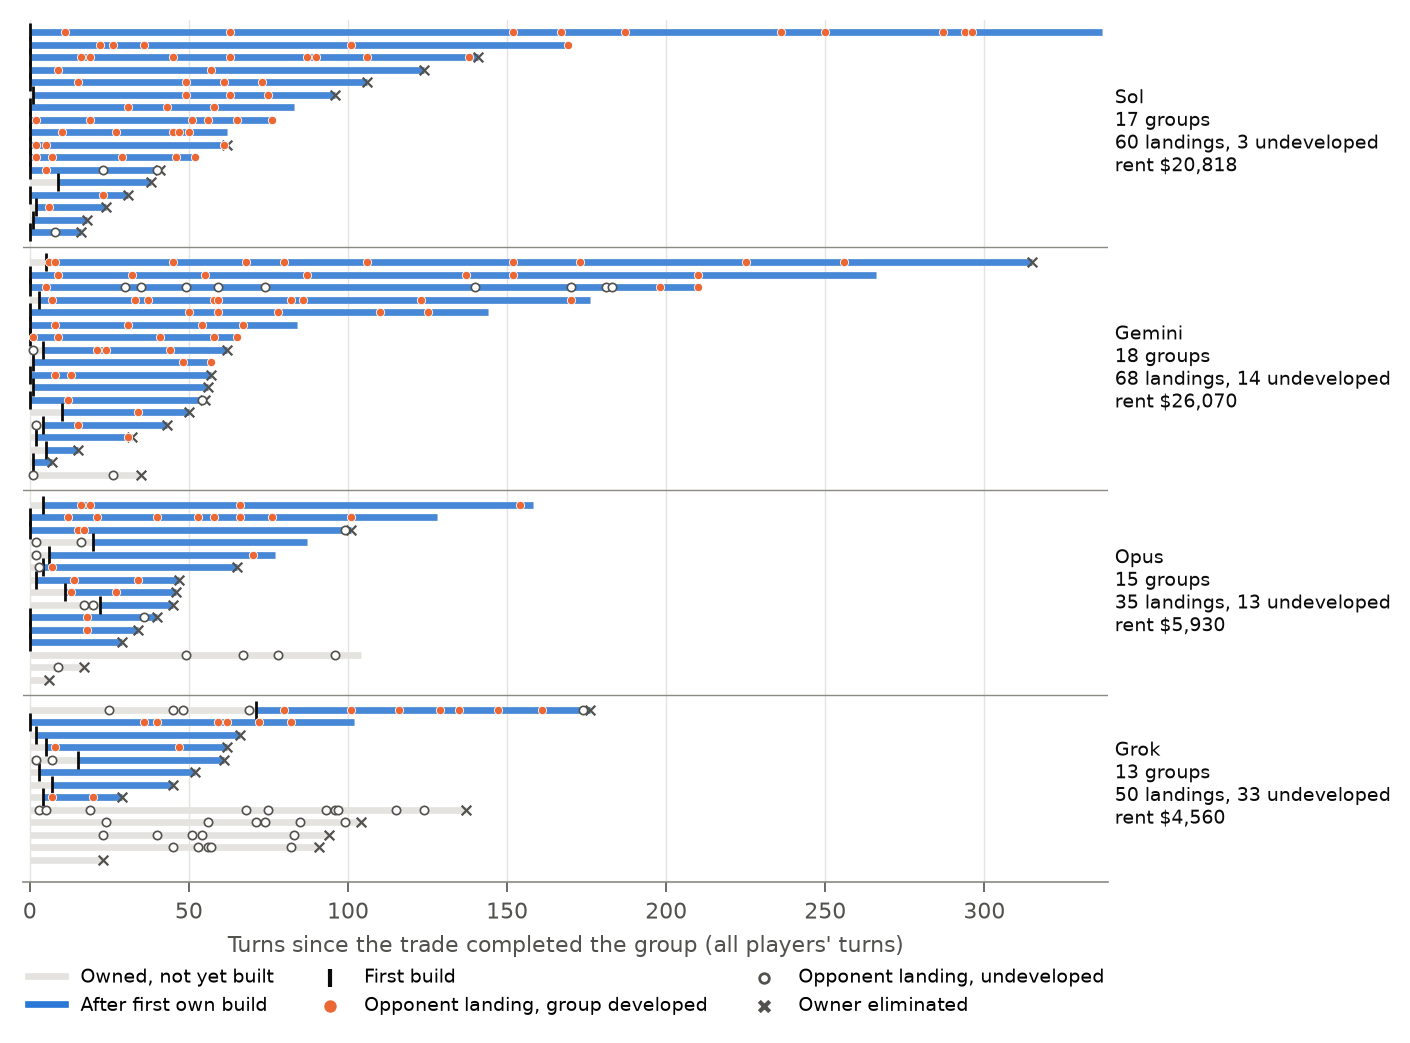 Sol
17 groups
60 landings, 3 undeveloped
rent $20,818
Gemini
18 groups
68 landings, 14 undeveloped
rent $26,070
Opus
15 groups
35 landings, 13 undeveloped
rent $5,930
Grok
13 groups
50 landings, 33 undeveloped
rent $4,560
0 50 100 150 200 250 300
Turns since the trade completed the group (all players' turns)
Owned, not yet built First build Opponent landing, undeveloped
After first own build Opponent landing, group developed Owner eliminated